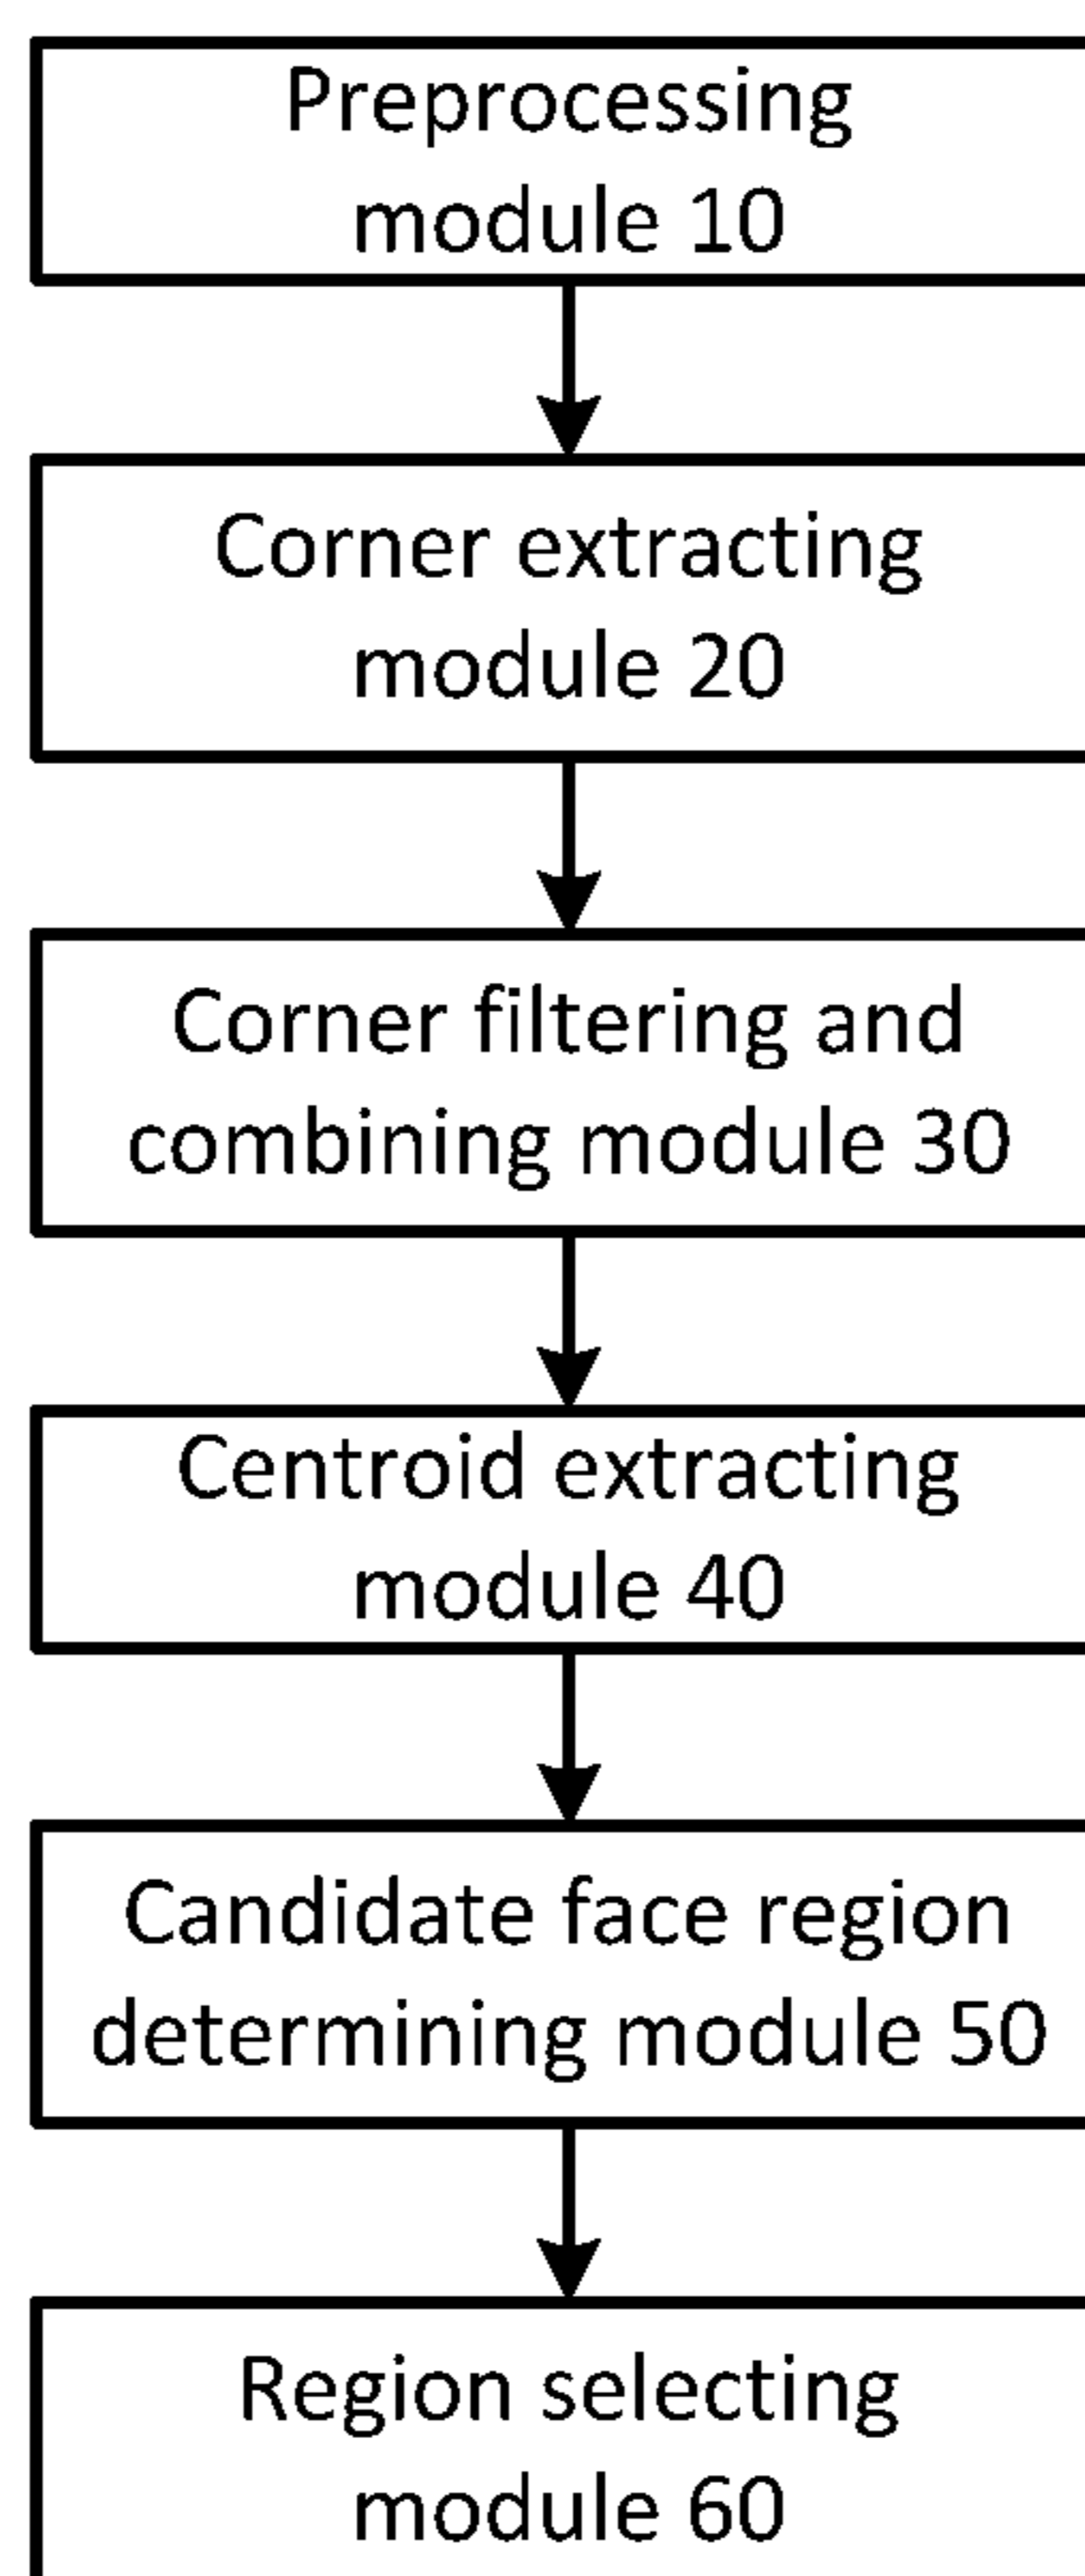 Preprocessing
module 10
Corner extracting
module 20
Corner filtering and
combining module 30
Centroid extracting
module 40
Candidate face region
determining module 50
Region selecting
module 60